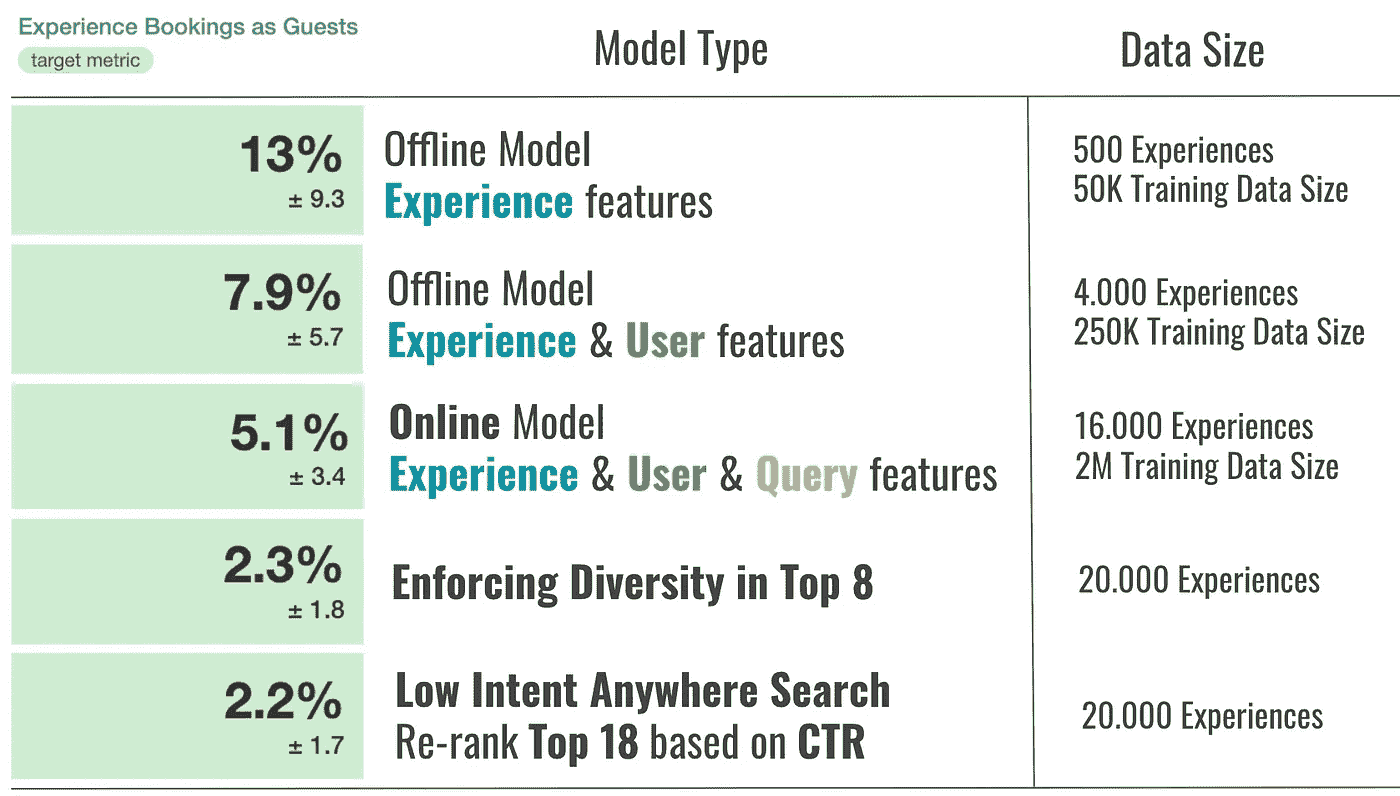 Experience Bookings as Guests
target metric
Model Type
Data Size
13%
± 9.3
Offline Model
Experience features
500 Experiences
50K Training Data Size
7.9%
± 5.7
Offline Model
Experience & User features
4.000 Experiences
250K Training Data Size
5.1%
± 3.4
Online Model
Experience & User & Query features
16.000 Experiences
2M Training Data Size
2.3%
± 1.8
Enforcing Diversity in Top 8
20.000 Experiences
2.2%
± 1.7
Low Intent Anywhere Search
Re-rank Top 18 based on CTR
20.000 Experiences